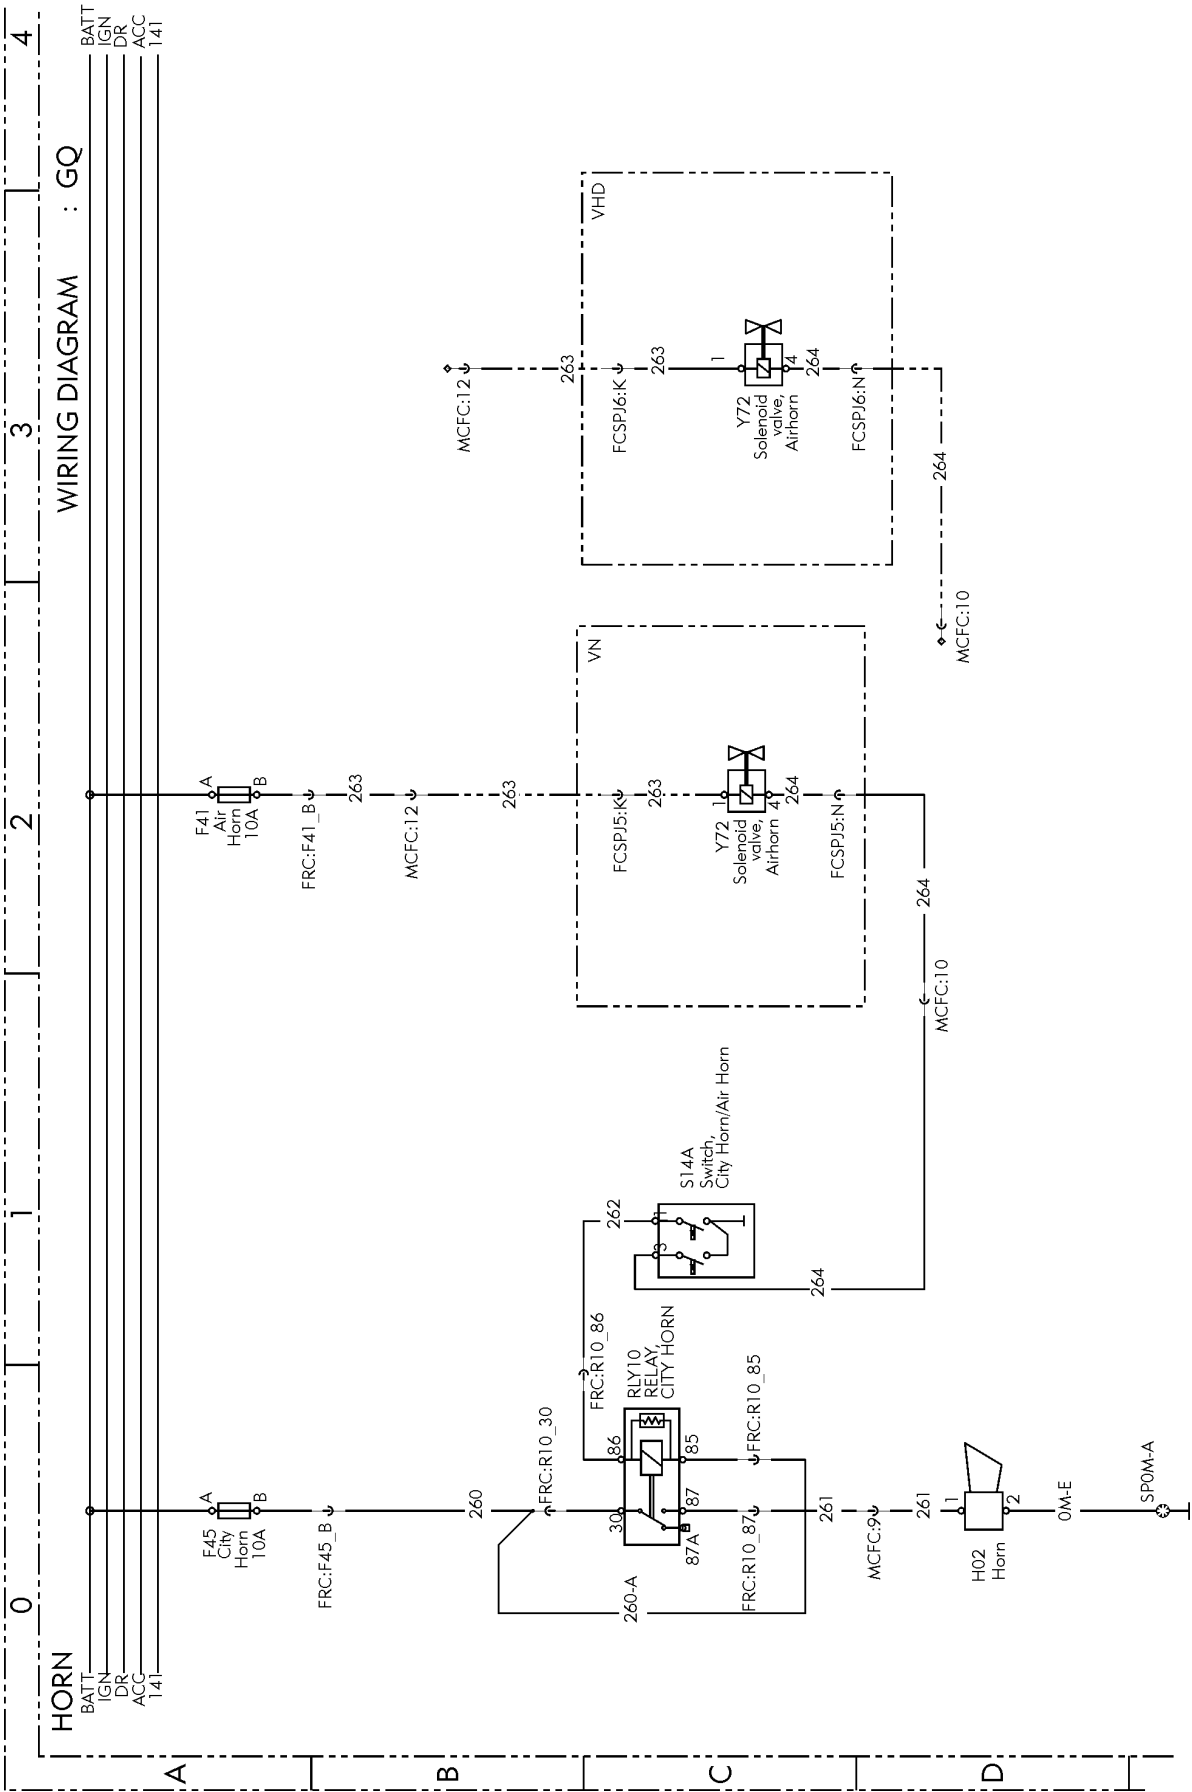 0
1
2
3
4
A
B
C
D
HORN
WIRING DIAGRAM : GQ
BATT
IGN
DR
ACC
141
BATT
IGN
DR
ACC
141
F45
City
Horn
10A
A
B
FRC:F45_B
260
FRC:R10_30
260-A
30
86
87A
87
85
RLY10
RELAY,
CITY HORN
FRC:R10_86
FRC:R10_87
FRC:R10_85
261
MCFC:9
261
1
2
H02
Horn
0M-E
SP0M-A
262
3
1
S14A
Switch,
City Horn/Air Horn
264
F41
Air
Horn
10A
A
B
FRC:F41_B
263
MCFC:12
263
VN
FCSPJ5:K
263
1
Y72
Solenoid
valve,
Airhorn
4
264
FCSPJ5:N
264
MCFC:10
MCFC:12
263
VHD
FCSPJ6:K
263
1
Y72
Solenoid
valve,
Airhorn
4
264
FCSPJ6:N
264
MCFC:10